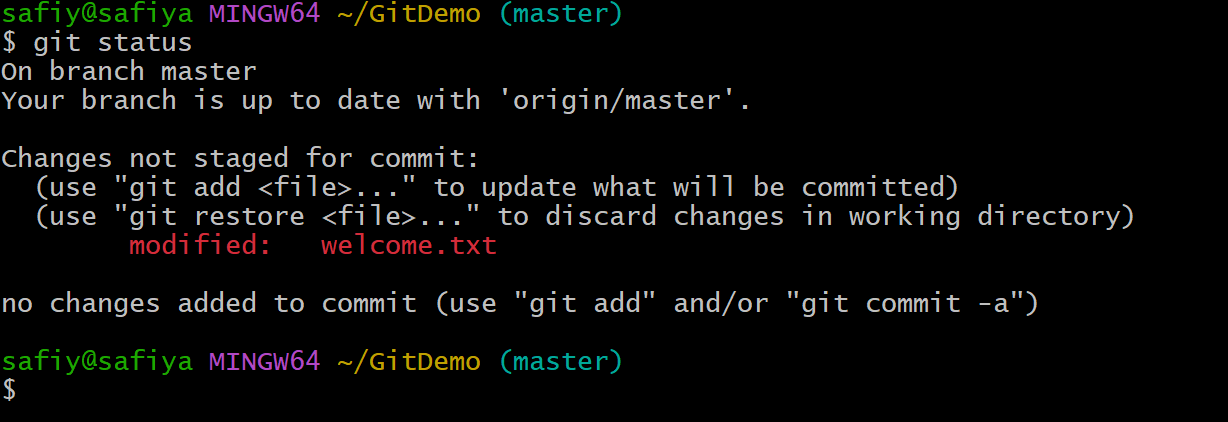 safiy@safiya MINGW64 ~/GitDemo (master)
$ git status
On branch master
Your branch is up to date with 'origin/master'.

Changes not staged for commit:
  (use "git add <file>..." to update what will be committed)
  (use "git restore <file>..." to discard changes in working directory)
        modified:   welcome.txt

no changes added to commit (use "git add" and/or "git commit -a")

safiy@safiya MINGW64 ~/GitDemo (master)
$